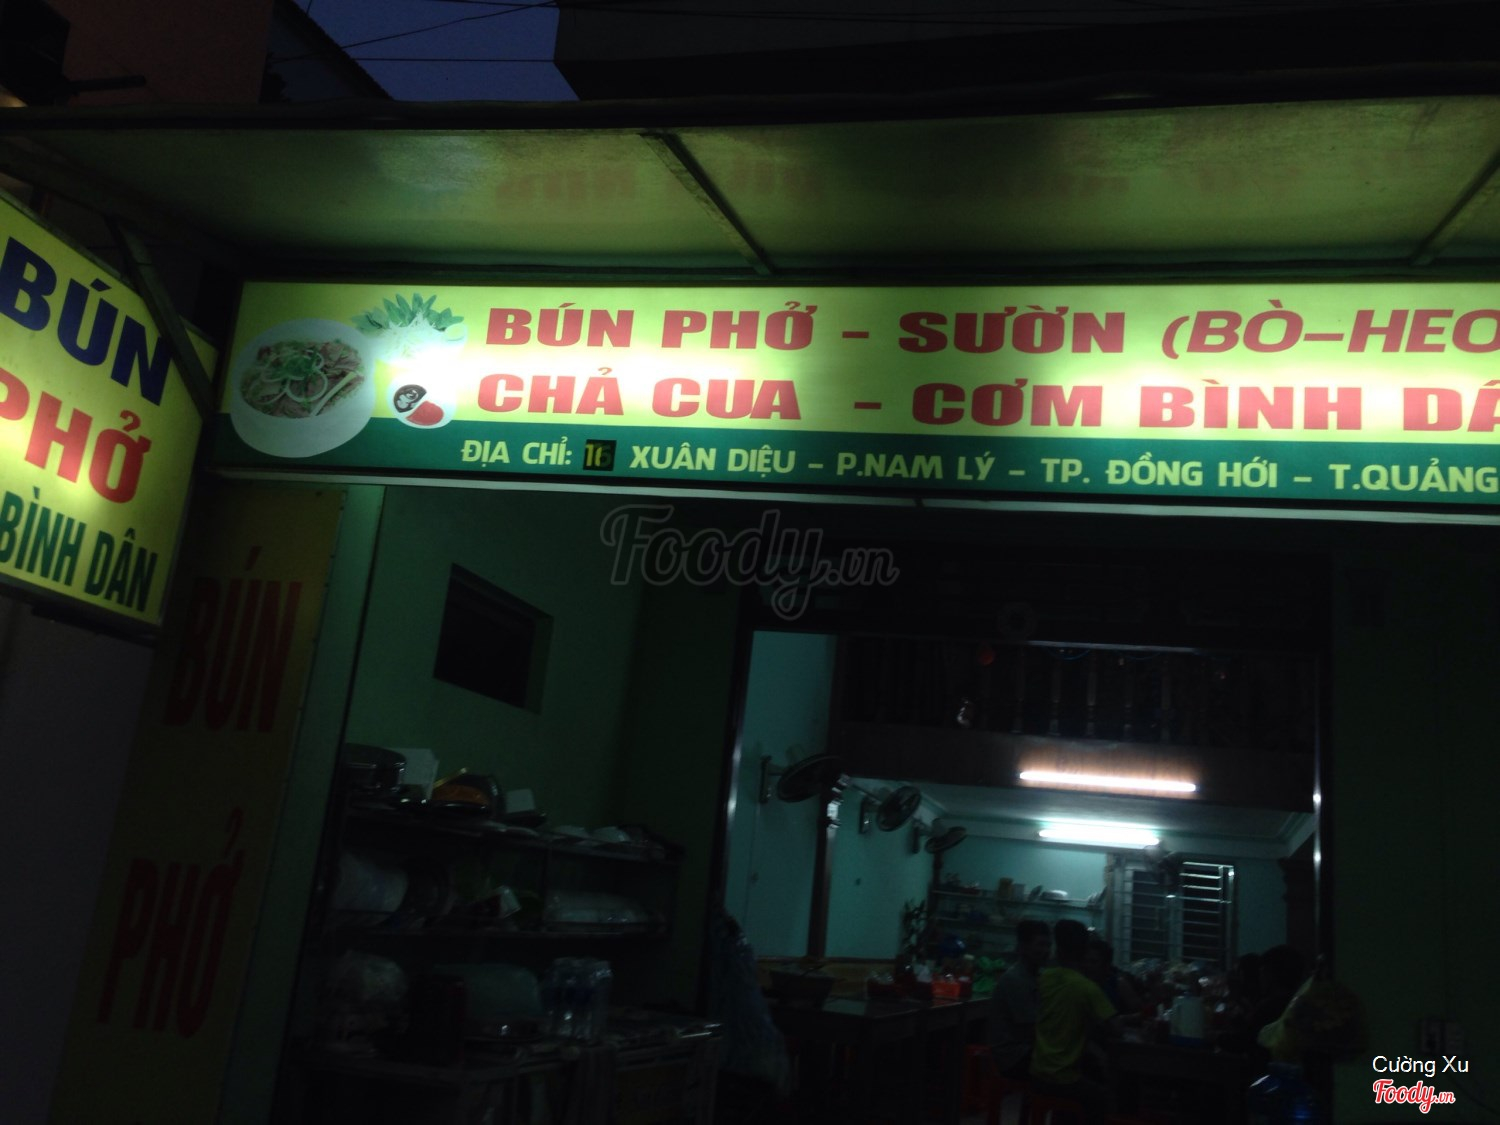 BÚN PHỞ - SƯỜN (BÒ-HEO
CHẢ CUA - CƠM BÌNH DÂ
ĐỊA CHỈ: 16 XUÂN DIỆU - P.NAM LÝ - TP. ĐỒNG HỚI - T.QUẢNG
BÚN
PHỞ
BÌNH DÂN
BÚN
PHỞ
Foody.vn
Cường Xu
Foody.vn